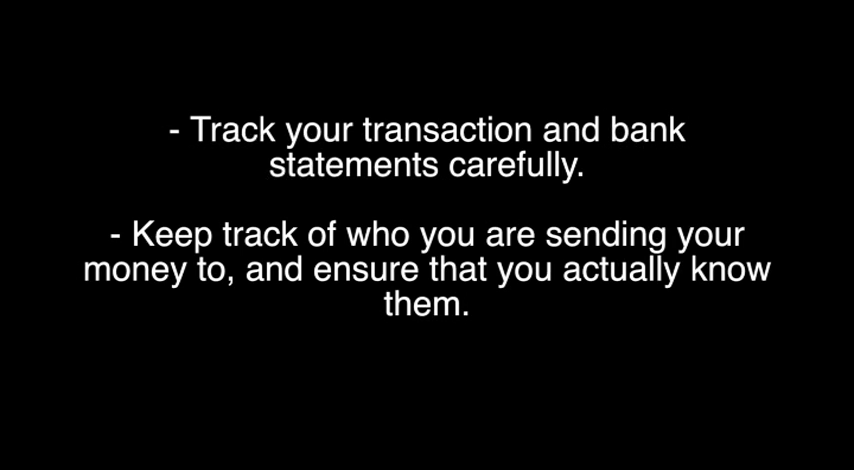 - Track your transaction and bank
statements carefully.
- Keep track of who you are sending your
money to, and ensure that you actually know
them.